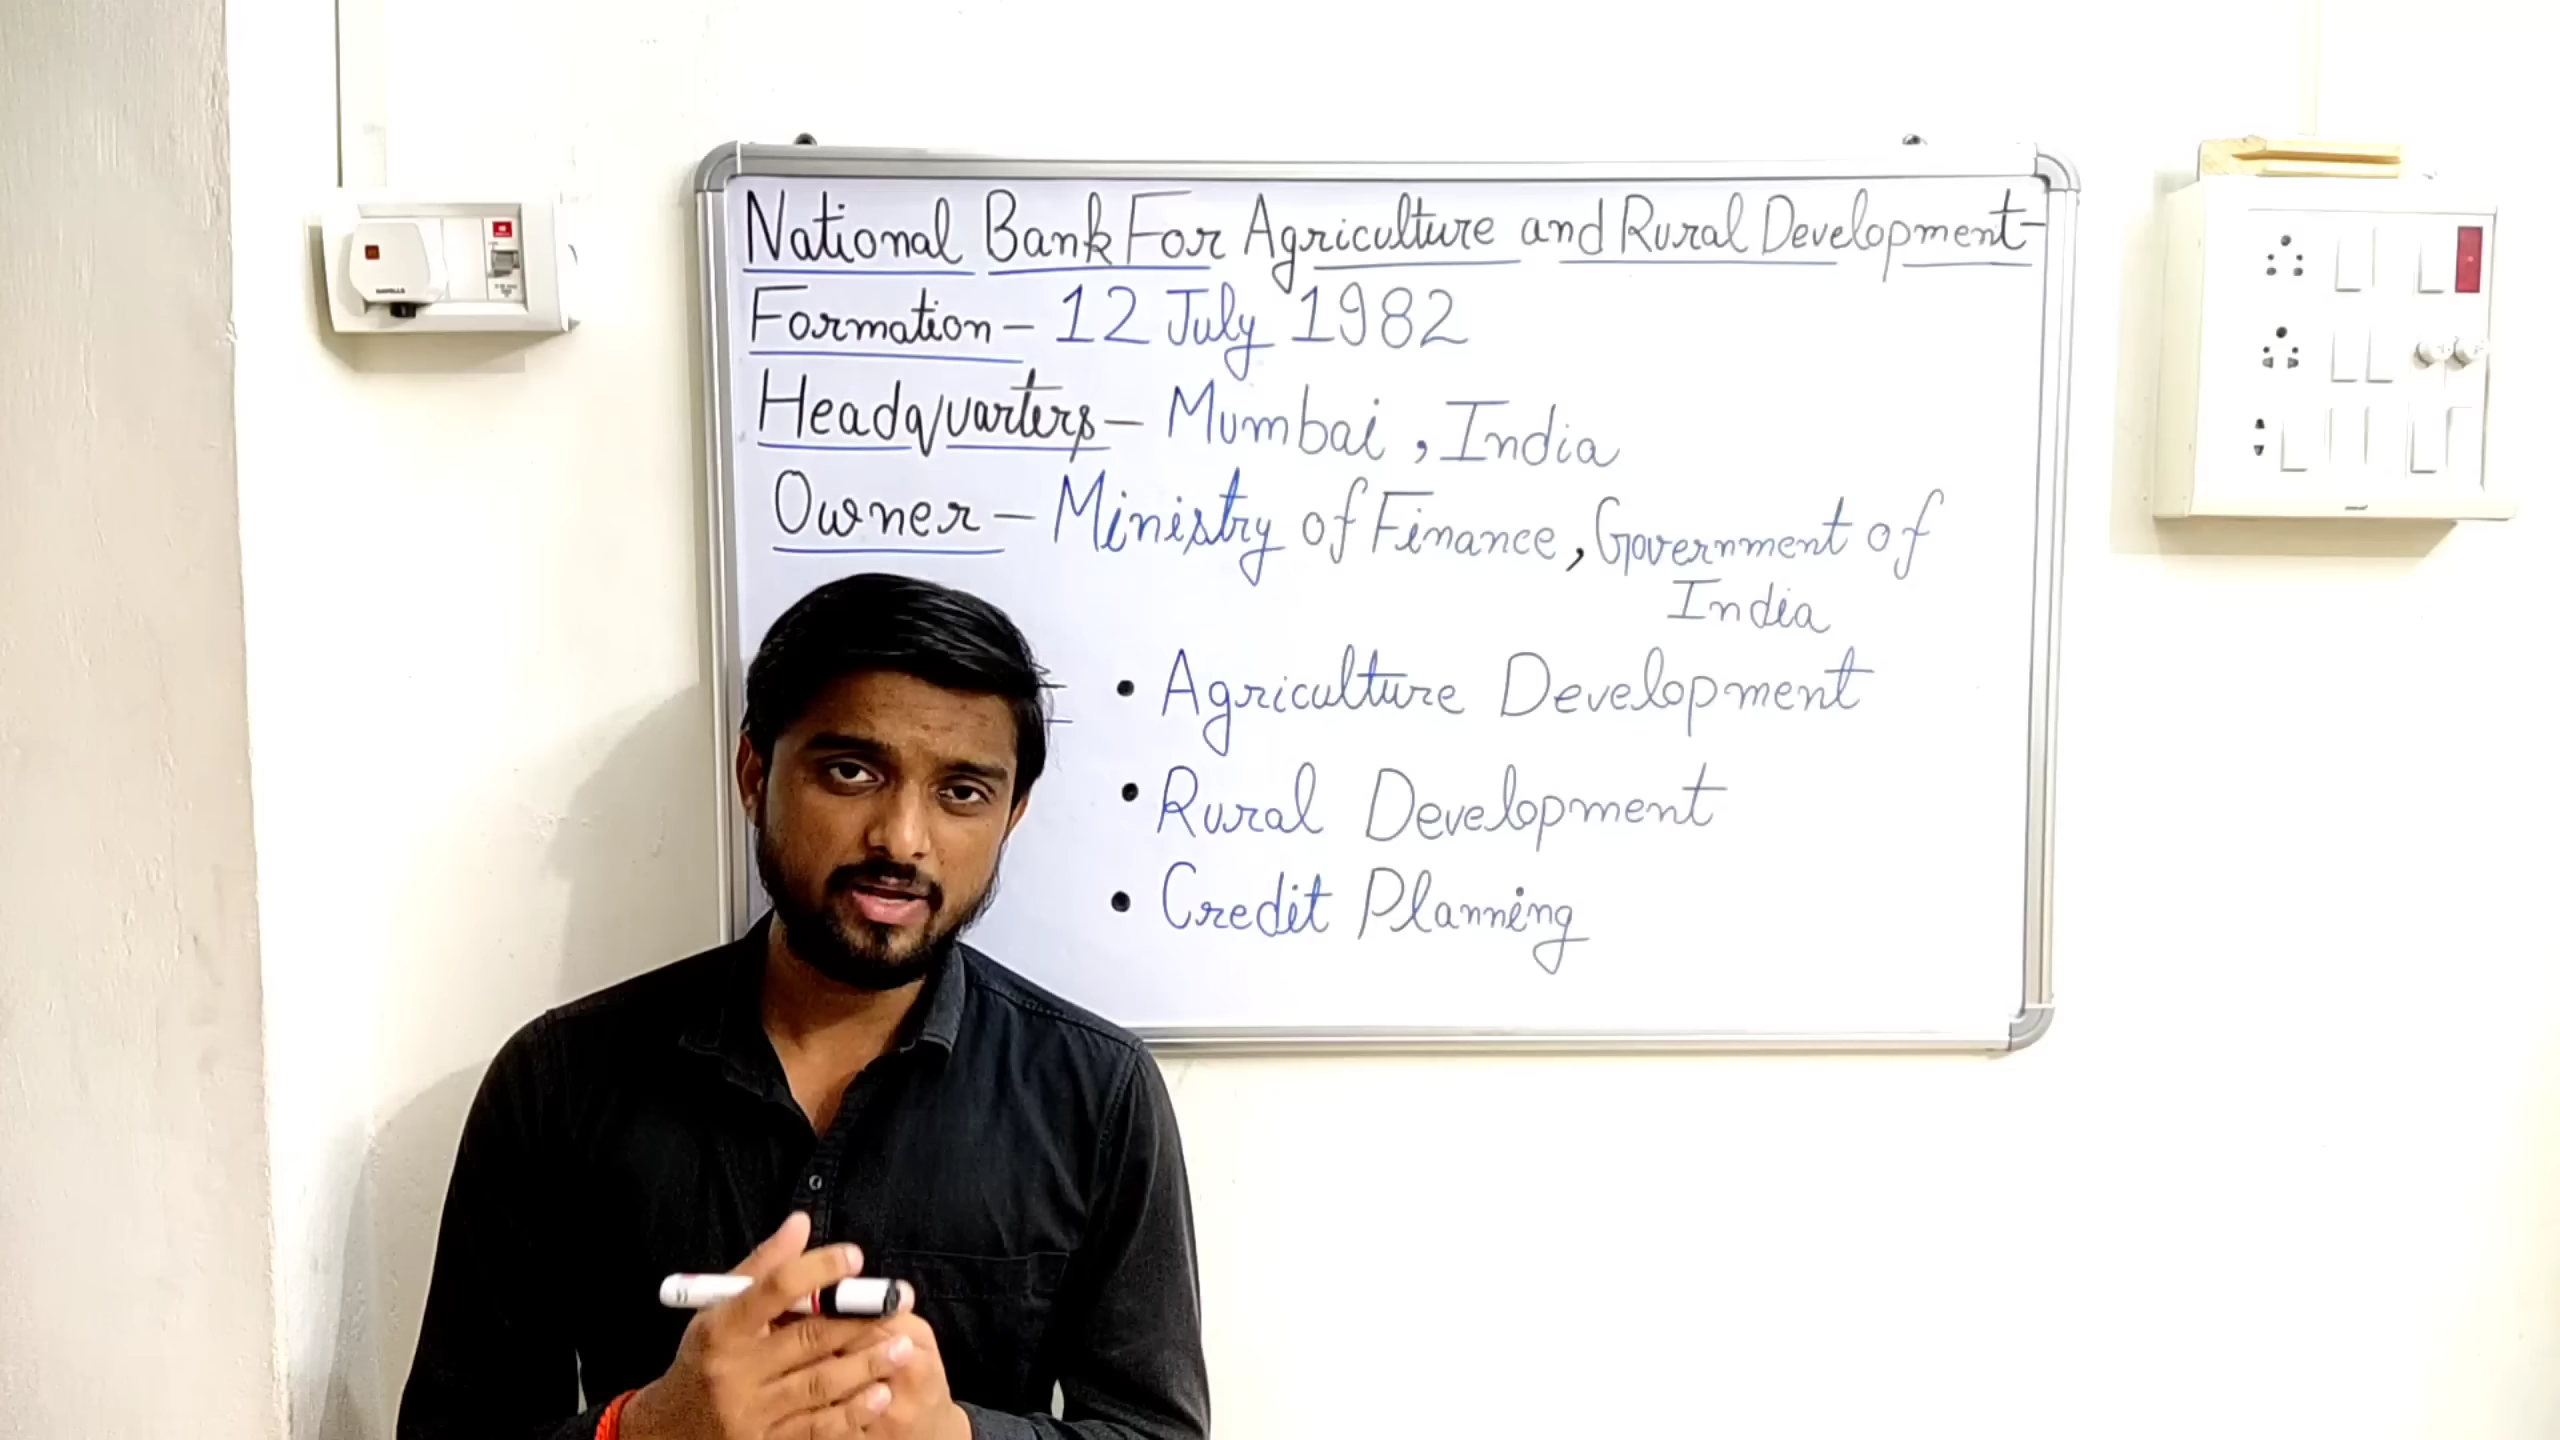 National Bank For Agriculture and Rural Development-
Formation - 12 July 1982
Headquarters - Mumbai, India
Owner - Ministry of Finance, Government of
India
• Agriculture Development
• Rural Development
• Credit Planning
HAVELLS